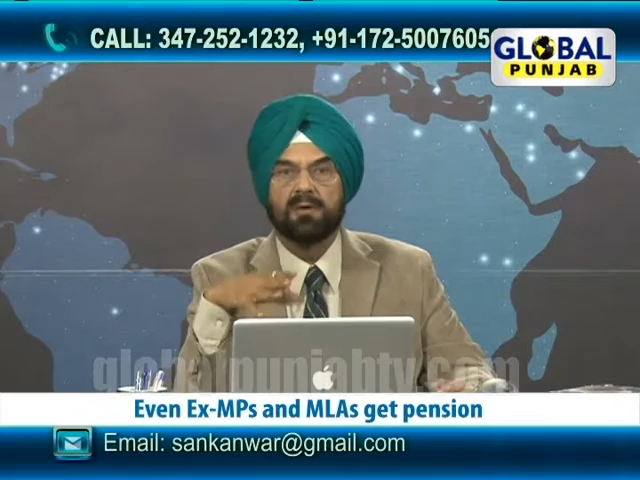 CALL: 347-252-1232, +91-172-5007605
GLOBAL
PUNJAB
globalpunjabtv.com
Even Ex-MPs and MLAs get pension
Email: sankanwar@gmail.com